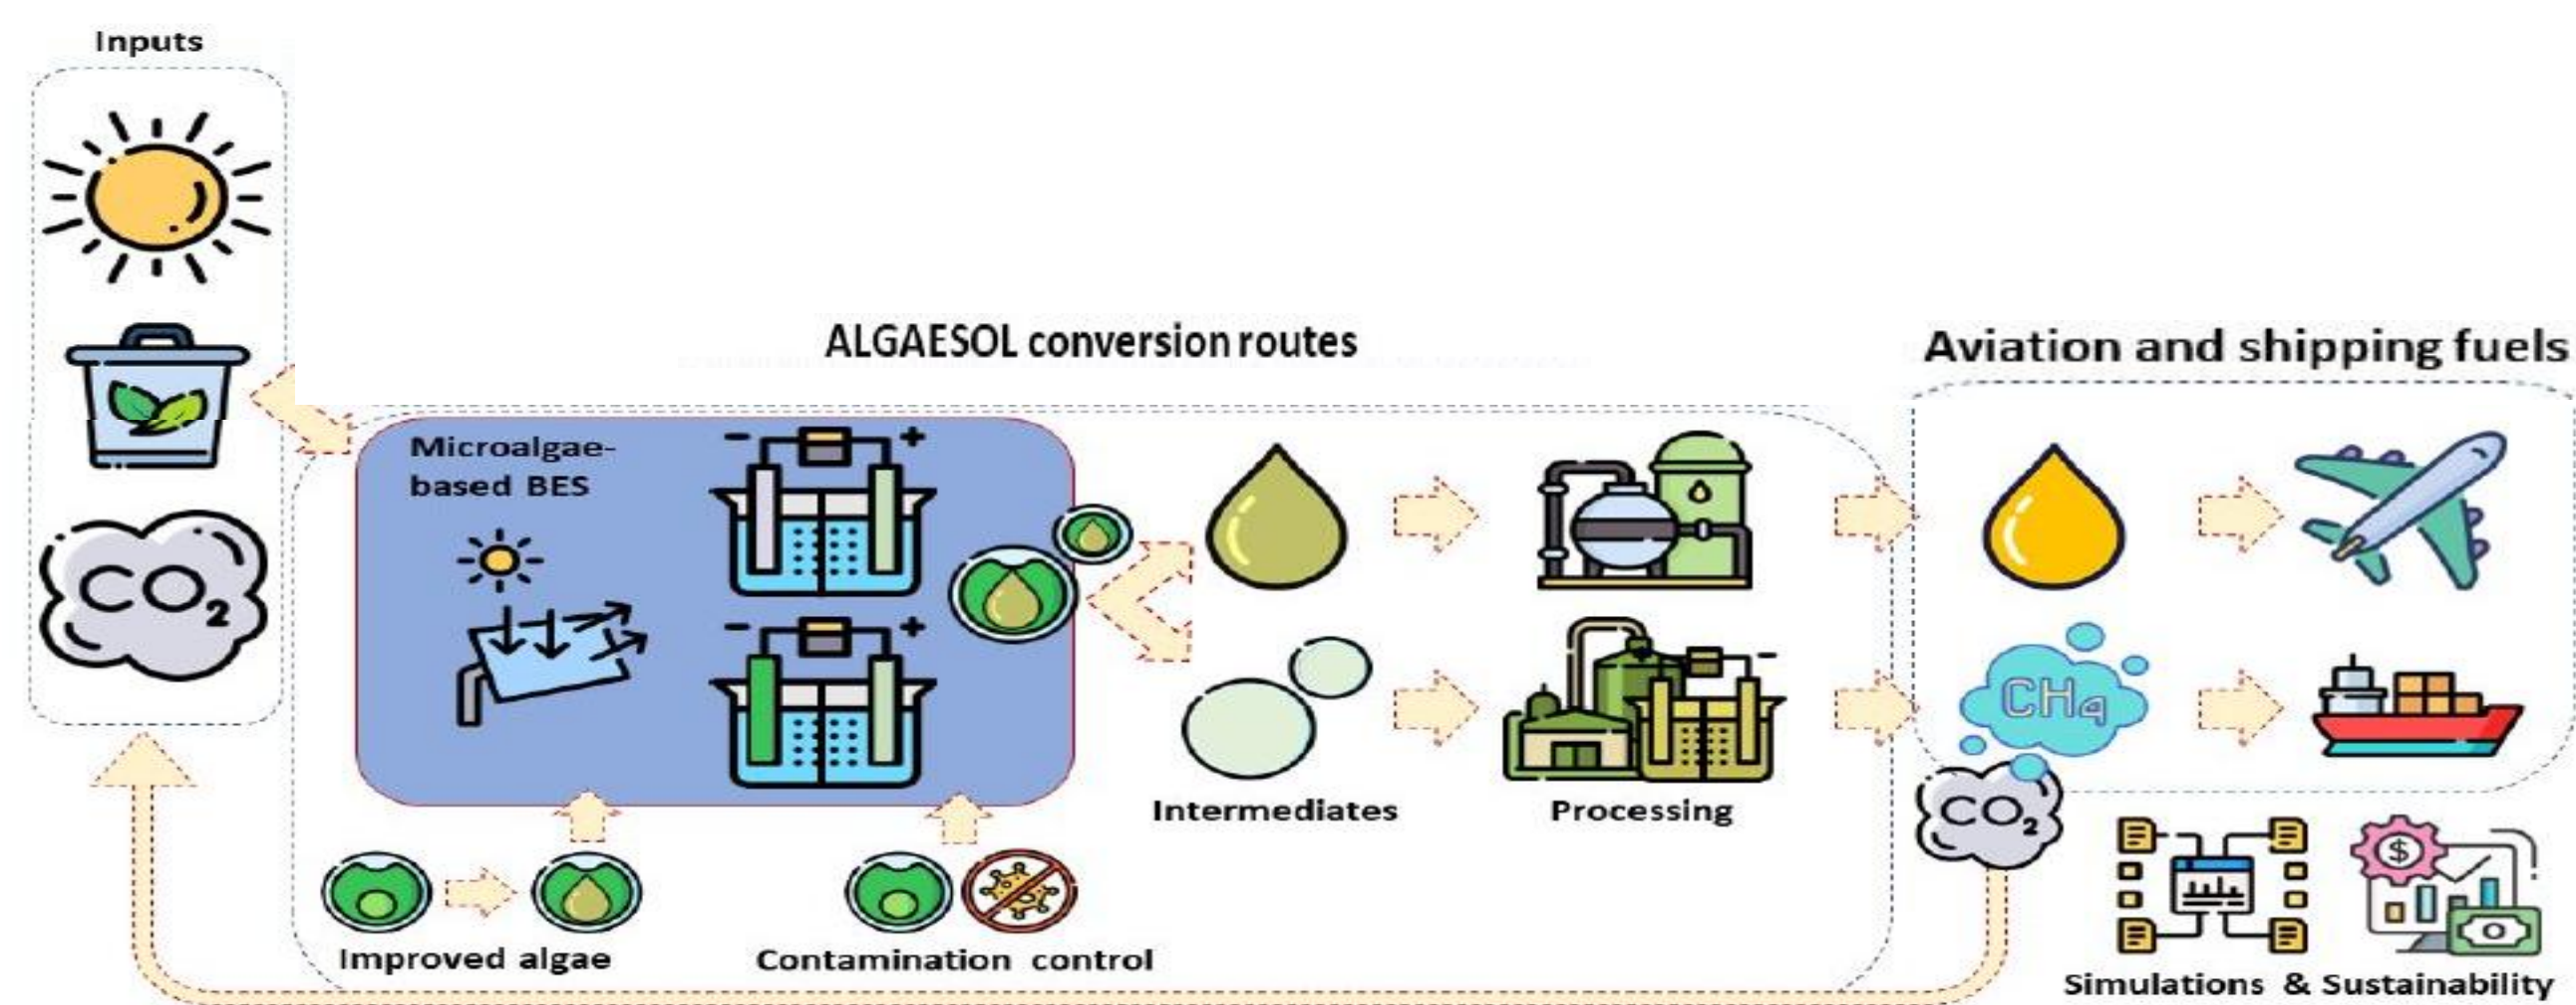 Inputs
CO₂
ALGAESOL conversion routes
Microalgae-
based BES
- +
- +
Improved algae
Contamination control
Intermediates
Processing
-
Aviation and shipping fuels
CH₄
CO₂
$
Simulations & Sustainability